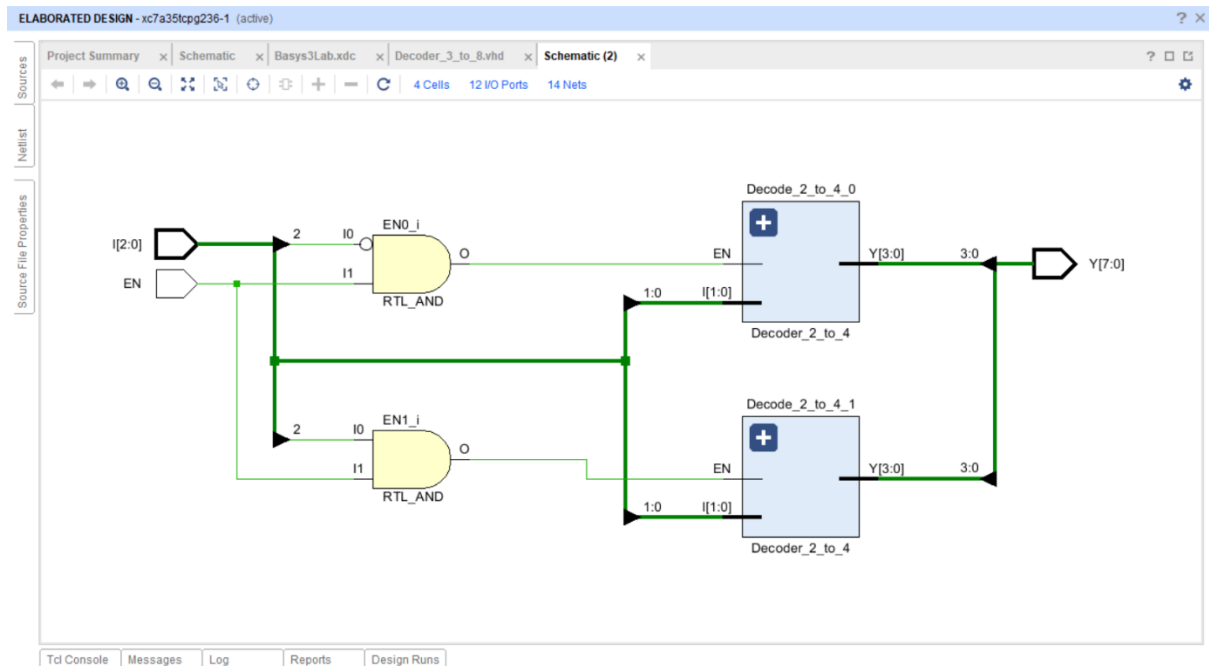 ELABORATED DESIGN - xc7a35tcpg236-1 (active)
? ×
Sources
Netlist
Source File Properties
Project Summary × Schematic × Basys3Lab.xdc × Decoder_3_to_8.vhd × Schematic (2) ×
?
4 Cells 12 I/O Ports 14 Nets
Decode_2_to_4_0
EN0_i
2 I0
I[2:0]
O
EN
Y[3:0] 3:0
Y[7:0]
EN
I1
RTL_AND
1:0 I[1:0]
Decoder_2_to_4
Decode_2_to_4_1
EN1_i
2 I0
O
I1
EN
Y[3:0] 3:0
RTL_AND
1:0 I[1:0]
Decoder_2_to_4
Tcl Console Messages Log Reports Design Runs